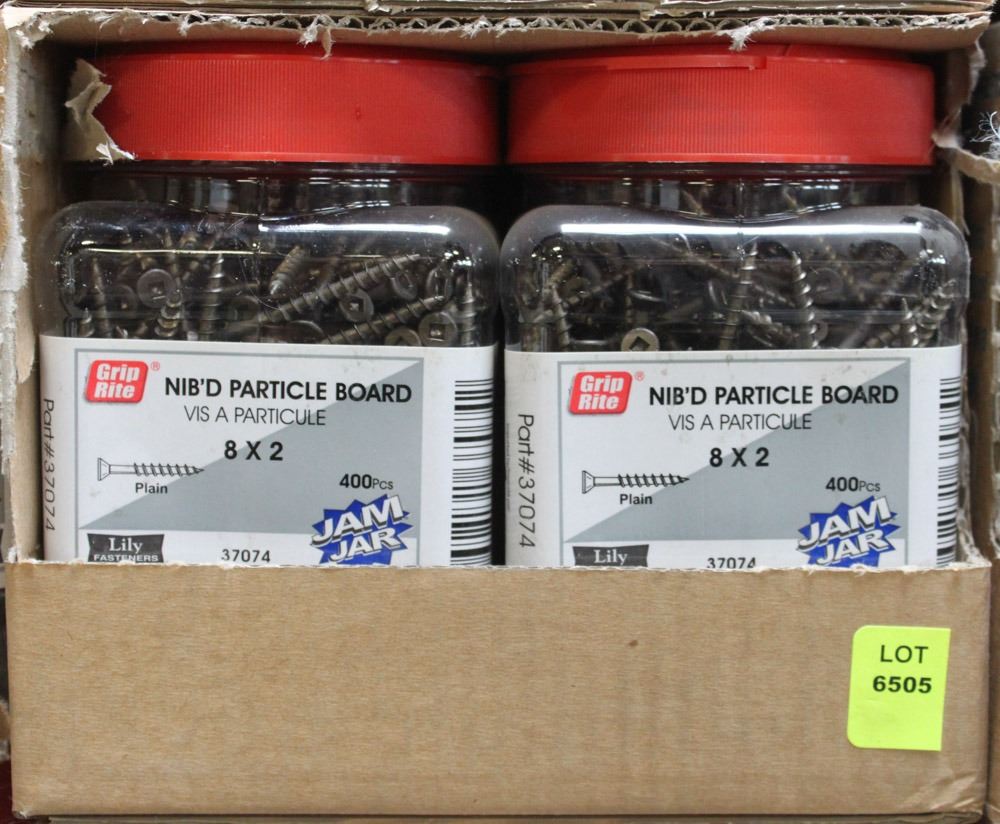 Grip
Rite
®
NIB'D PARTICLE BOARD
VIS A PARTICULE
8 X 2
Plain
400Pcs
JAM
JAR
Lily
FASTENERS
37074
Part#37074
Grip
Rite
®
NIB'D PARTICLE BOARD
VIS A PARTICULE
8 X 2
Plain
400Pcs
JAM
JAR
Lily
37074
Part#37074
LOT
6505